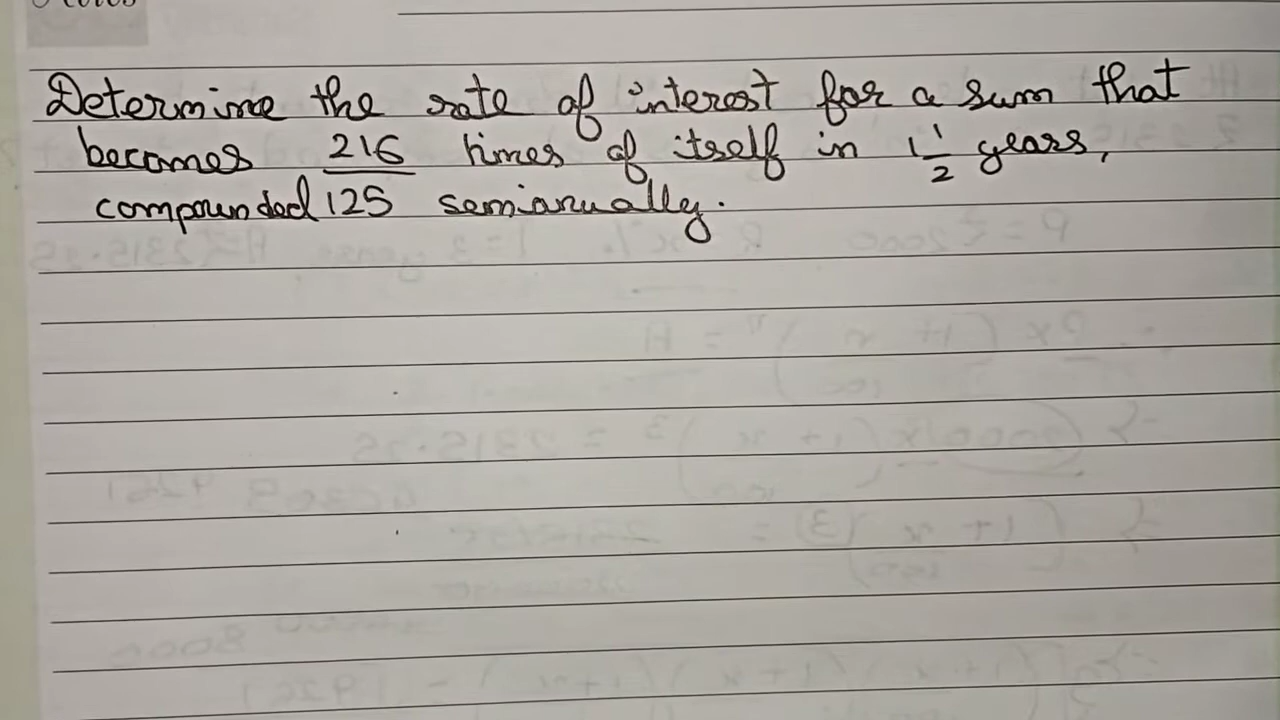 Determine the rate of interest for a sum that
becomes 216/125 times of itself in 1 1/2 years,
compounded semianually.